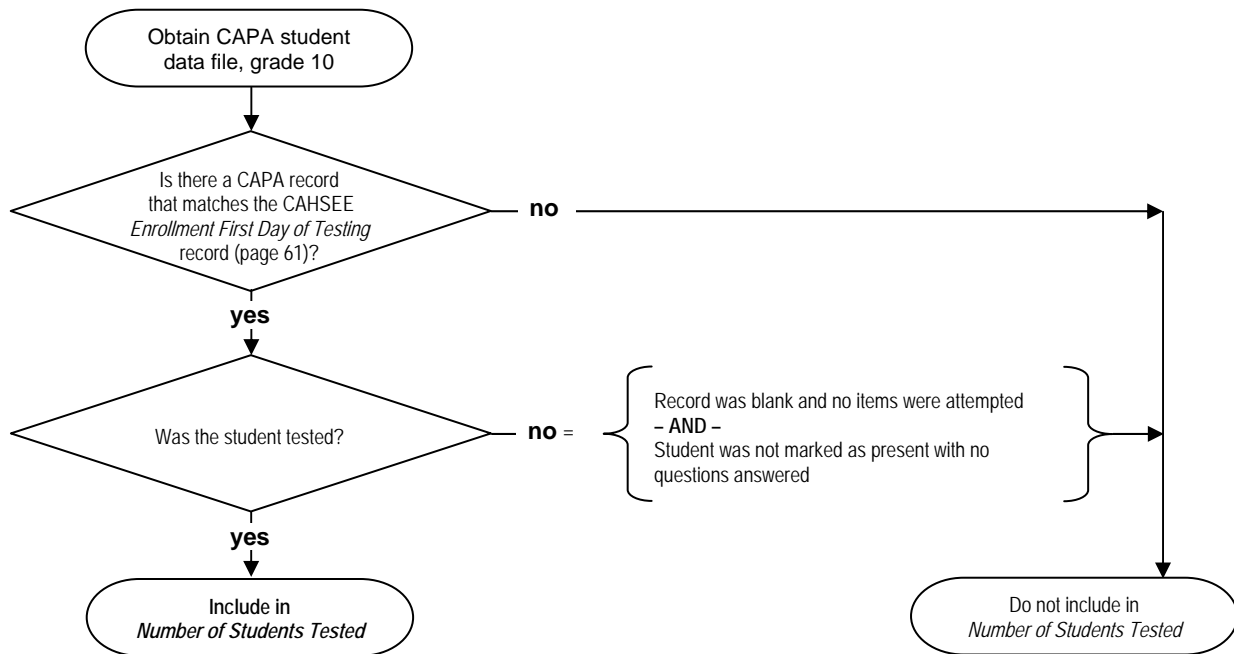 Obtain CAPA student
data file, grade 10
Is there a CAPA record
that matches the CAHSEE
Enrollment First Day of Testing
record (page 61)?
no
yes
Was the student tested?
no =
Record was blank and no items were attempted
– AND –
Student was not marked as present with no
questions answered
yes
Include in
Number of Students Tested
Do not include in
Number of Students Tested